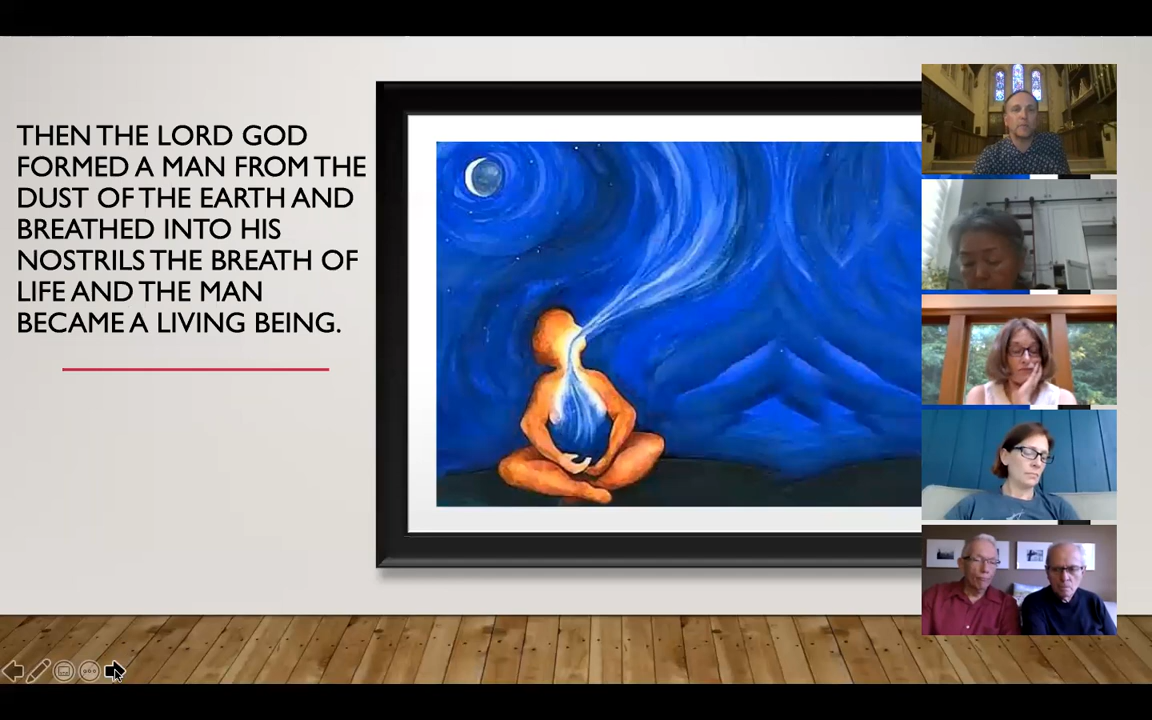 THEN THE LORD GOD
FORMED A MAN FROM THE
DUST OF THE EARTH AND
BREATHED INTO HIS
NOSTRILS THE BREATH OF
LIFE AND THE MAN
BECAME A LIVING BEING.